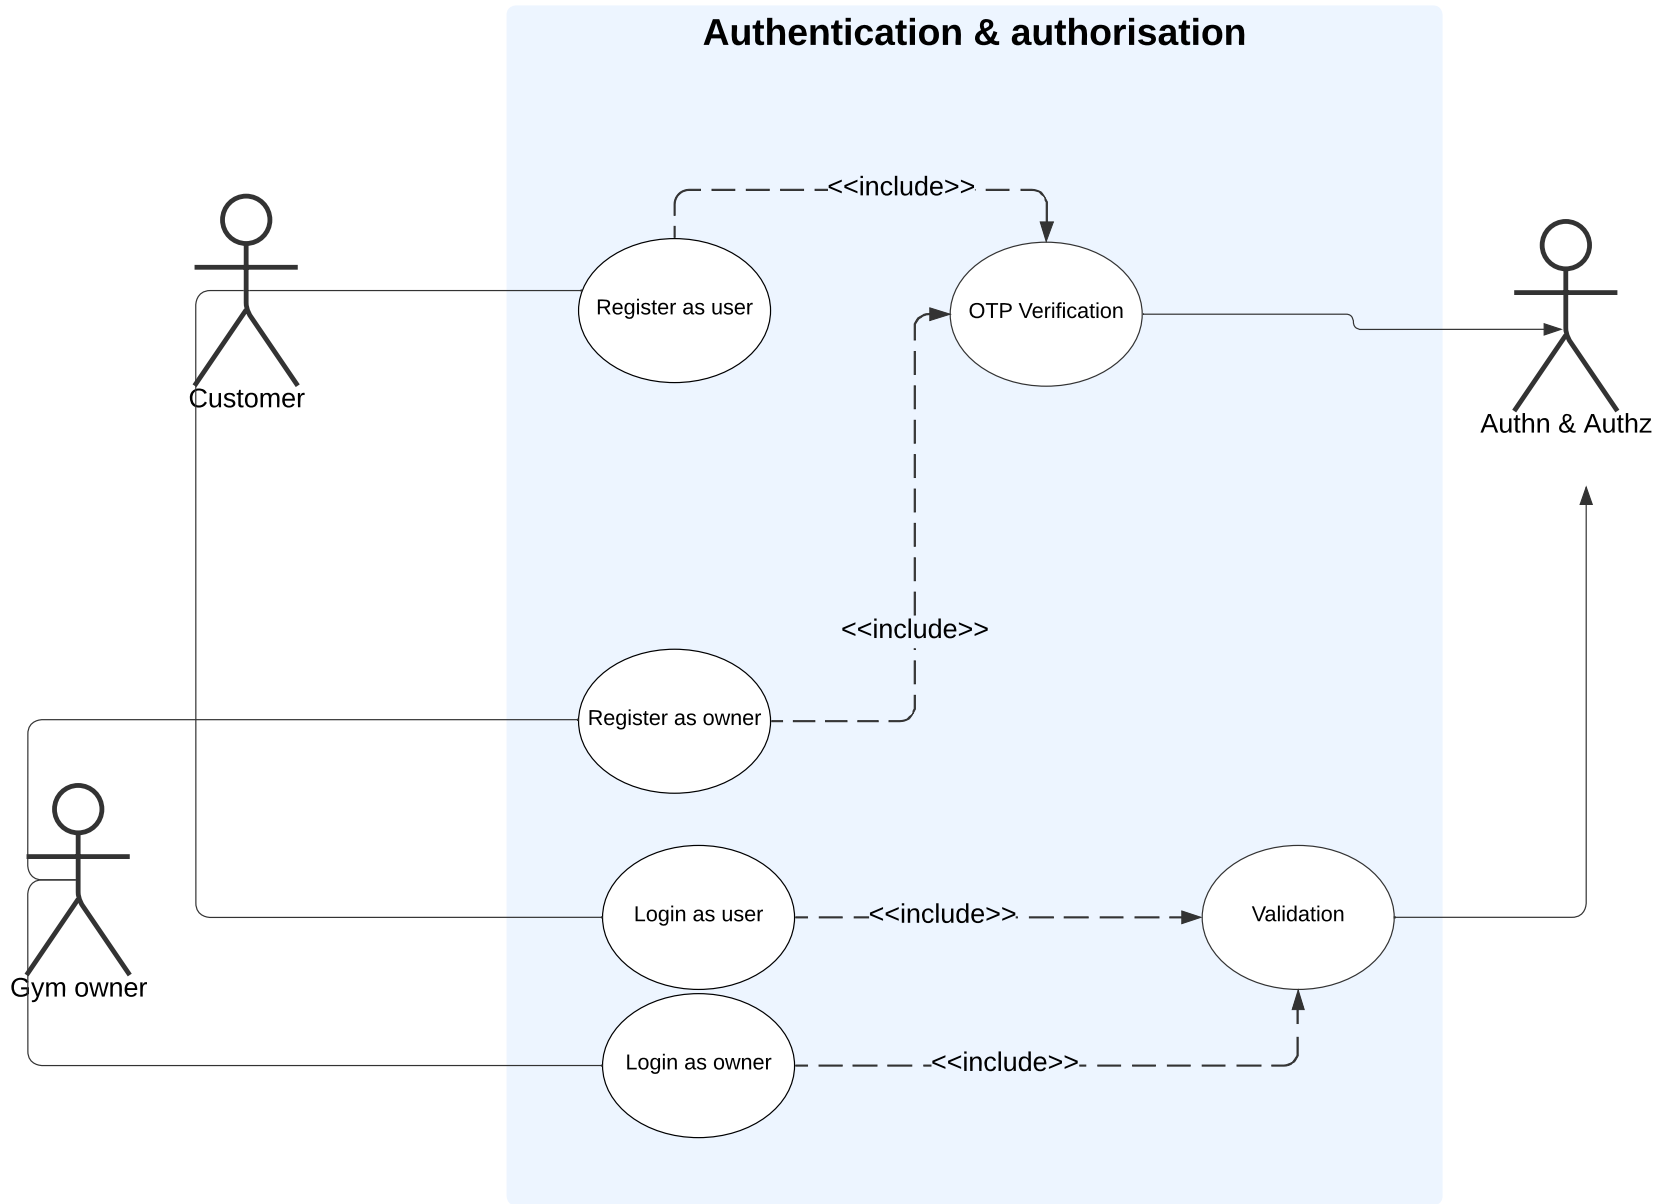 Authentication & authorisation
<<include>>
Register as user
OTP Verification
Customer
Authn & Authz
<<include>>
Register as owner
Login as user
<<include>>
Validation
Gym owner
Login as owner
<<include>>